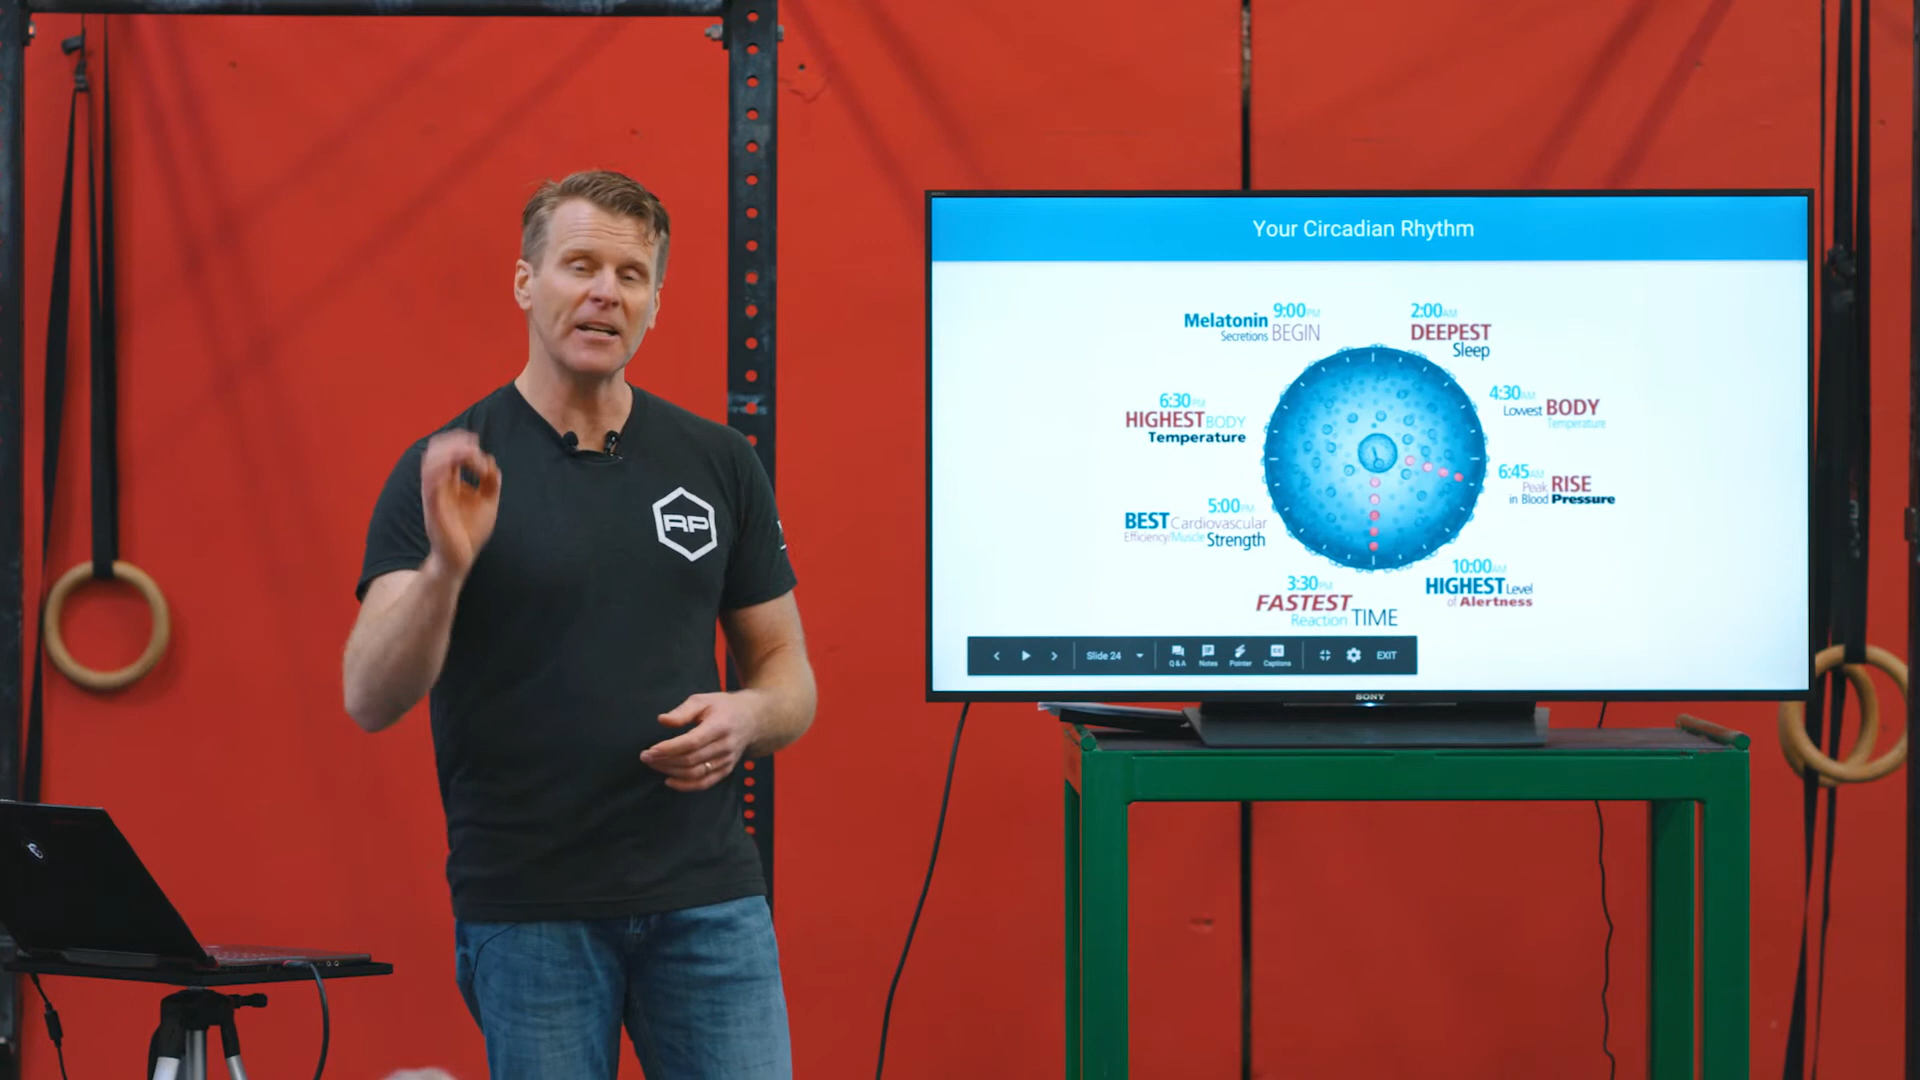 RP
Your Circadian Rhythm
9:00PM
Melatonin
Secretions BEGIN
2:00AM
DEEPEST
Sleep
6:30PM
HIGHEST BODY
Temperature
4:30AM
Lowest BODY
Temperature
6:45AM
Peak RISE
in Blood Pressure
5:00PM
BEST Cardiovascular
Efficiency/Muscle Strength
10:00AM
HIGHEST Level
of Alertness
3:30PM
FASTEST
Reaction TIME
Slide 24
Q&A Notes Pointer Captions
EXIT
SONY